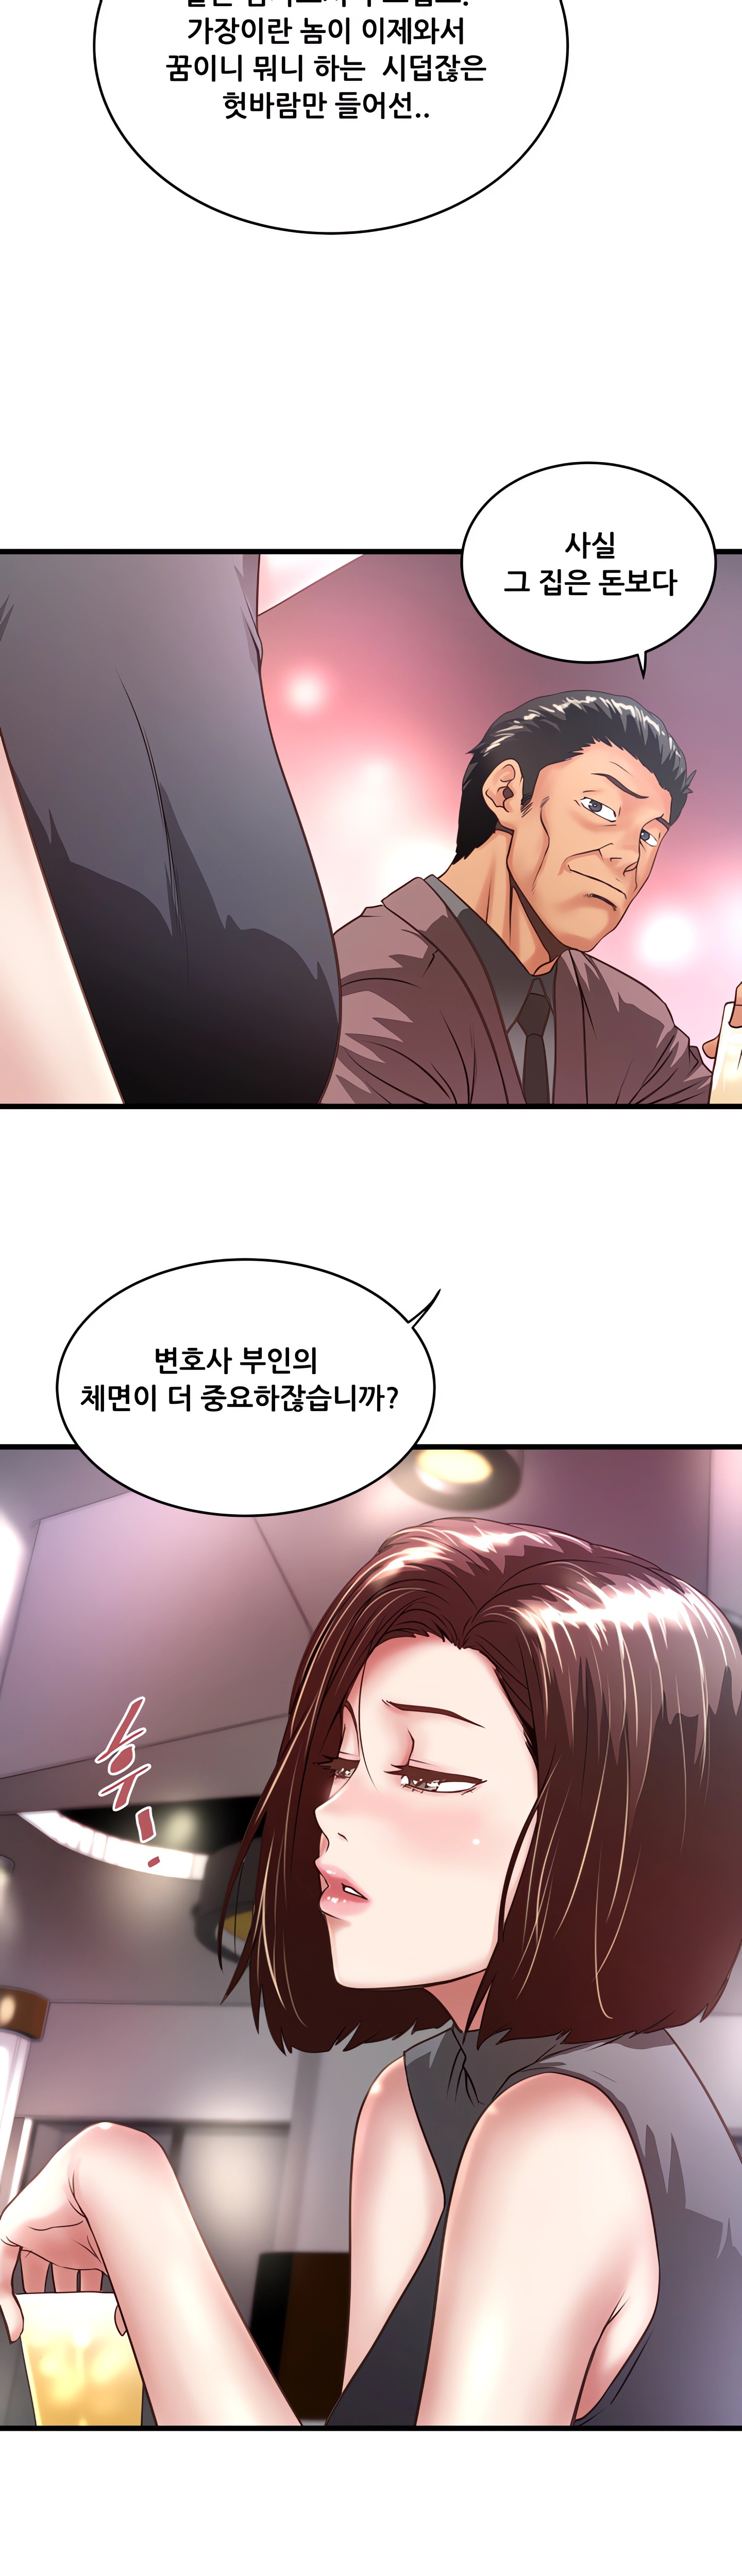 가장이란 놈이 이제와서
꿈이니 뭐니 하는 시덥잖은
헛바람만 들어선..
사실
그 집은 돈보다
변호사 부인의
체면이 더 중요하잖습니까?
후..